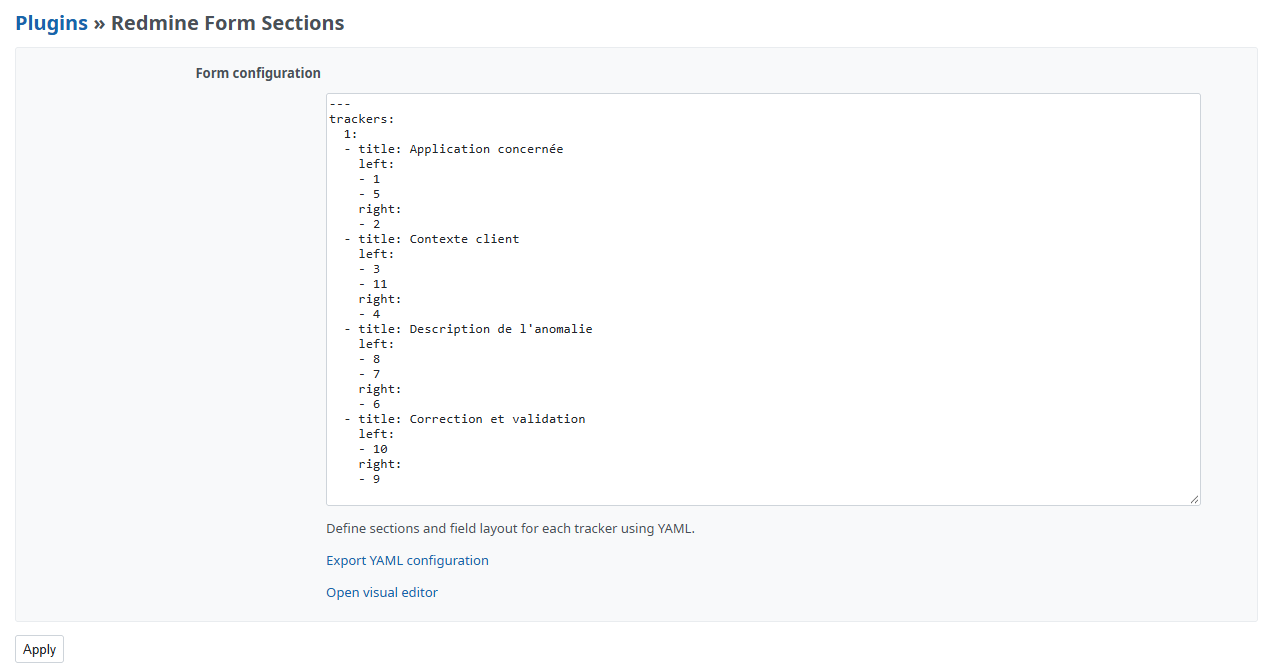 Plugins » Redmine Form Sections
Form configuration
---
trackers:
  1:
  - title: Application concernée
    left:
    - 1
    - 5
    right:
    - 2
  - title: Contexte client
    left:
    - 3
    - 11
    right:
    - 4
  - title: Description de l'anomalie
    left:
    - 8
    - 7
    right:
    - 6
  - title: Correction et validation
    left:
    - 10
    right:
    - 9
Define sections and field layout for each tracker using YAML.
Export YAML configuration
Open visual editor
Apply